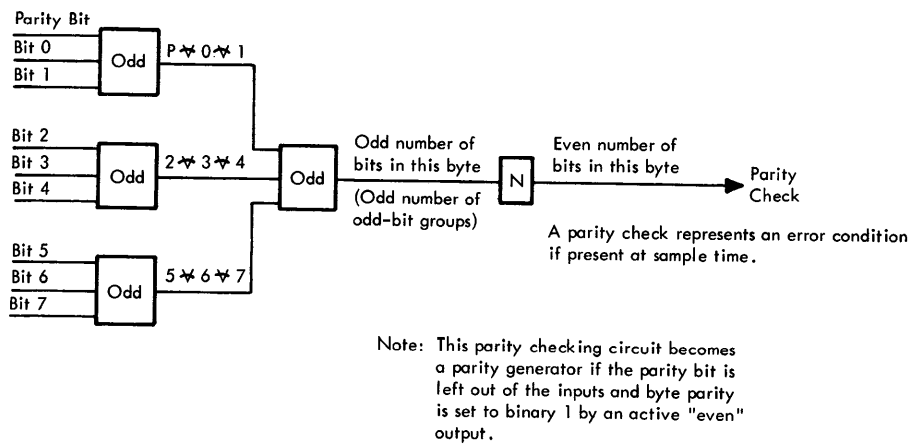 Parity Bit
Bit 0
Bit 1
Odd
P ⩝ 0 ⩝ 1
Bit 2
Bit 3
Bit 4
Odd
2 ⩝ 3 ⩝ 4
Bit 5
Bit 6
Bit 7
Odd
5 ⩝ 6 ⩝ 7
Odd
Odd number of
bits in this byte
(Odd number of
odd-bit groups)
N
Even number of
bits in this byte
Parity
Check
A parity check represents an error condition
if present at sample time.
Note: This parity checking circuit becomes
a parity generator if the parity bit is
left out of the inputs and byte parity
is set to binary 1 by an active "even"
output.